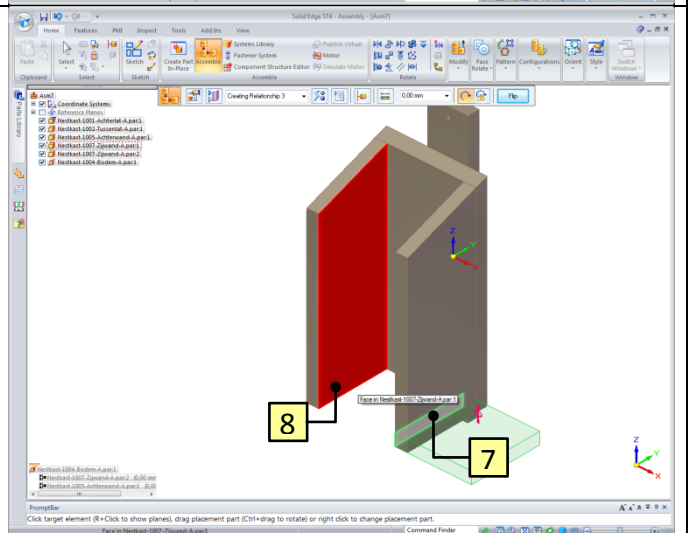 Solid Edge ST4 - Assembly - [Asm7]
Home Features PMI Inspect Tools Add Ins View
Paste
Clipboard
Select
Select
Sketch
Sketch
Create Part In-Place
Assemble
Systems Library
Fastener System
Component Structure Editor
Publish Virtual
Motor
Simulate Motor
Assemble
Relate
Modify
Face Relate
Pattern
Configurations
Orient
Style
Switch Windows
Window
Parts Library
Asm7
Coordinate Systems
Reference Planes
Nestkast-1001-Achterlat-A.par:1
Nestkast-1002-Tussenlat-A.par:1
Nestkast-1005-Achterwand-A.par:1
Nestkast-1007-Zijwand-A.par:1
Nestkast-1007-Zijwand-A.par:2
Nestkast-1004-Bodem-A.par:1
Creating Relationship 3
0,00 mm
Flip
Z
Y
X
Face in Nestkast-1007-Zijwand-A.par:1
8
7
Z
Y
X
Nestkast-1004-Bodem-A.par:1
Nestkast-1007-Zijwand-A.par:2 (0,00 mm
Nestkast-1005-Achterwand-A.par:1 (0,00
PromptBar
Click target element (R+Click to show planes), drag placement part (Ctrl+drag to rotate) or right click to change placement part.
Face in Nestkast-1007-Zijwand-A.par:1
Command Finder